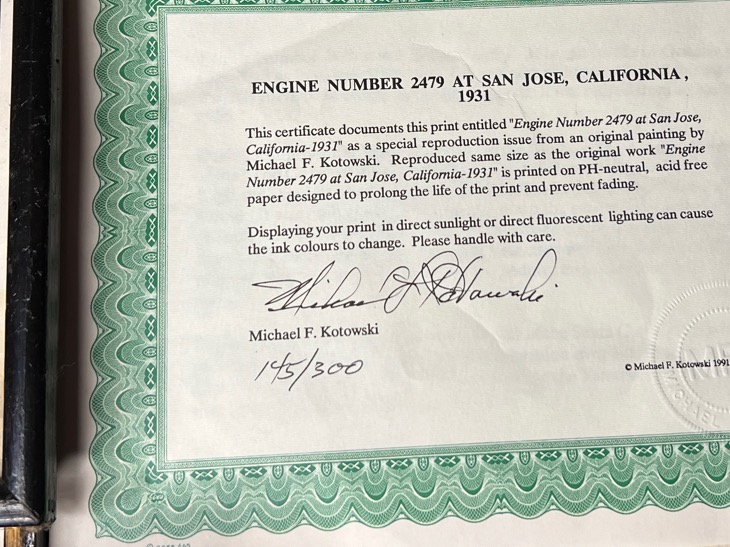 ENGINE NUMBER 2479 AT SAN JOSE, CALIFORNIA,
1931
This certificate documents this print entitled "Engine Number 2479 at San Jose,
California-1931" as a special reproduction issue from an original painting by
Michael F. Kotowski. Reproduced same size as the original work "Engine
Number 2479 at San Jose, California-1931" is printed on PH-neutral, acid free
paper designed to prolong the life of the print and prevent fading.
Displaying your print in direct sunlight or direct fluorescent lighting can cause
the ink colours to change. Please handle with care.
Michael F Kotowski
Michael F. Kotowski
145/300
© Michael F. Kotowski 1991
MICHAEL